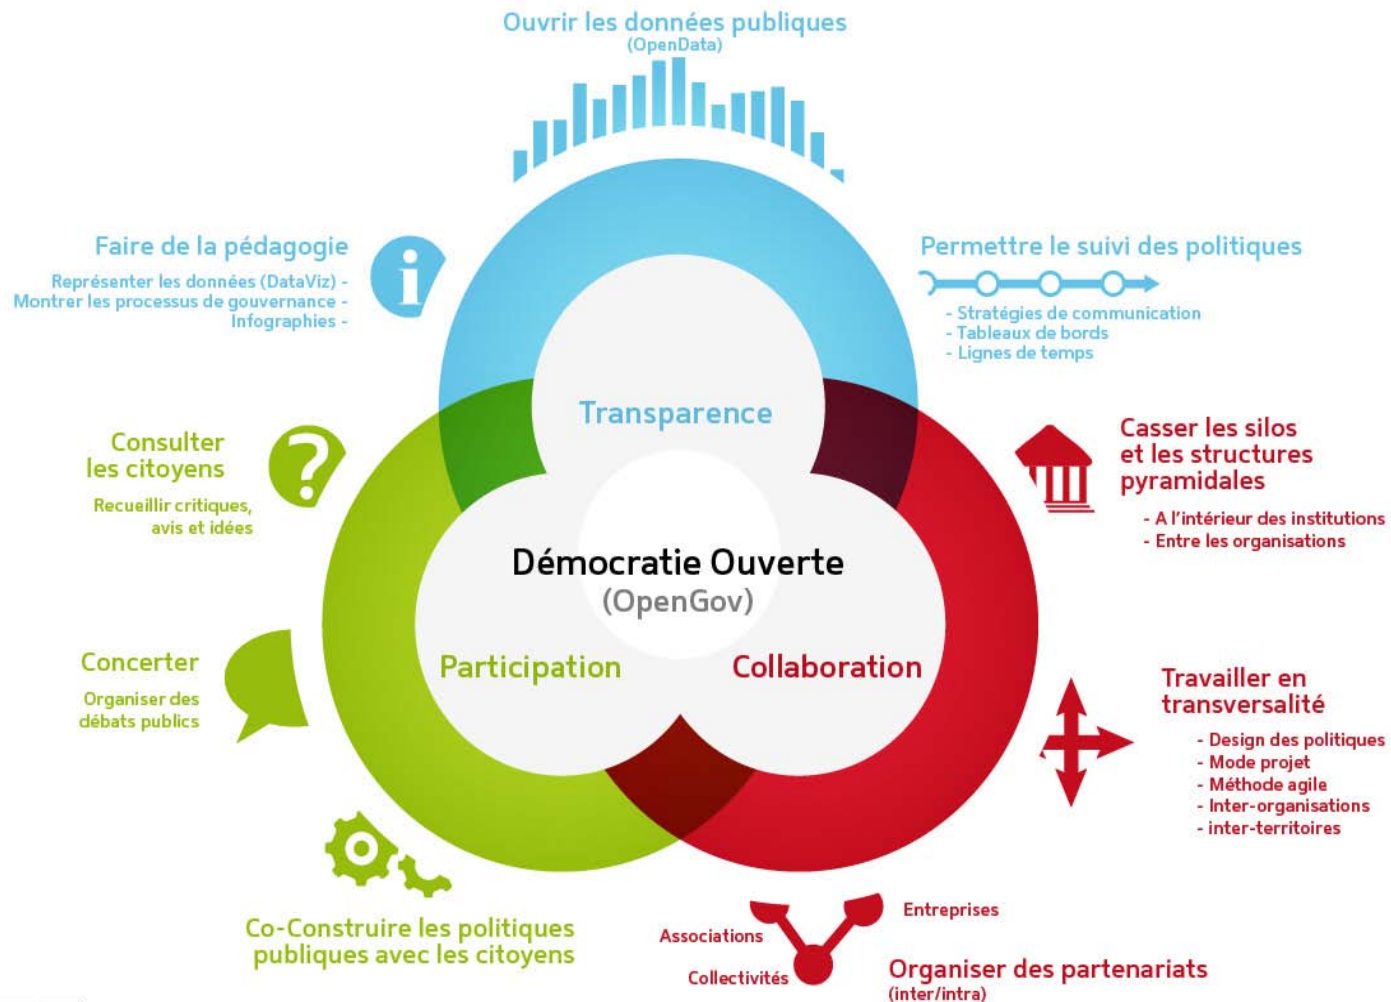 Ouvrir les données publiques
(OpenData)
Faire de la pédagogie
Représenter les données (DataViz) -
Montrer les processus de gouvernance -
Infographies -
Permettre le suivi des politiques
- Stratégies de communication
- Tableaux de bords
- Lignes de temps
Transparence
Consulter
les citoyens
Recueillir critiques,
avis et idées
Casser les silos
et les structures
pyramidales
- A l'intérieur des institutions
- Entre les organisations
Démocratie Ouverte
(OpenGov)
Participation
Collaboration
Concerter
Organiser des
débats publics
Travailler en
transversalité
- Design des politiques
- Mode projet
- Méthode agile
- Inter-organisations
- inter-territoires
Co-Construire les politiques
publiques avec les citoyens
Associations
Entreprises
Collectivités
Organiser des partenariats
(inter/intra)